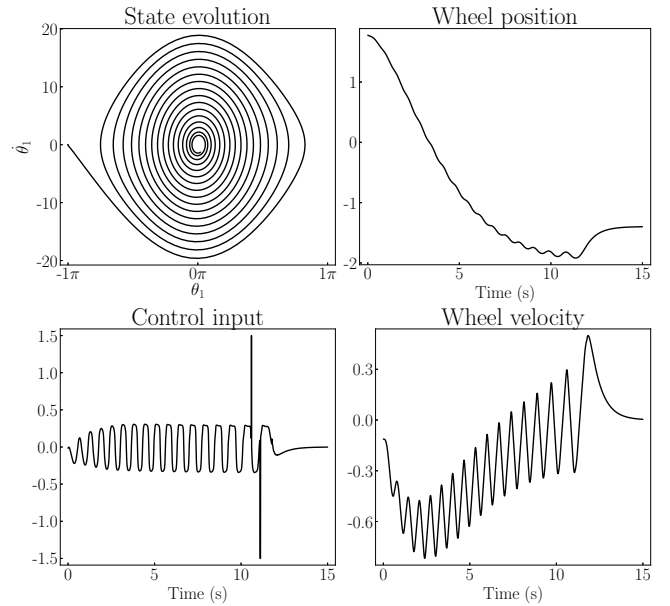 State evolution
Wheel position
20
10
0
-10
-20
θ̇₁
-1π
0π
1π
θ₁
1
0
-1
-2
0
5
10
15
Time (s)
Control input
Wheel velocity
1.5
1.0
0.5
0.0
-0.5
-1.0
-1.5
0
5
10
15
Time (s)
0.3
0.0
-0.3
-0.6
0
5
10
15
Time (s)